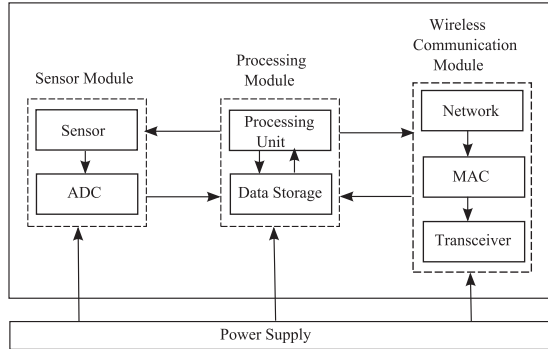 Wireless
Communication
Module
Processing
Module
Sensor Module
Sensor
ADC
Processing
Unit
Data Storage
Network
MAC
Transceiver
Power Supply